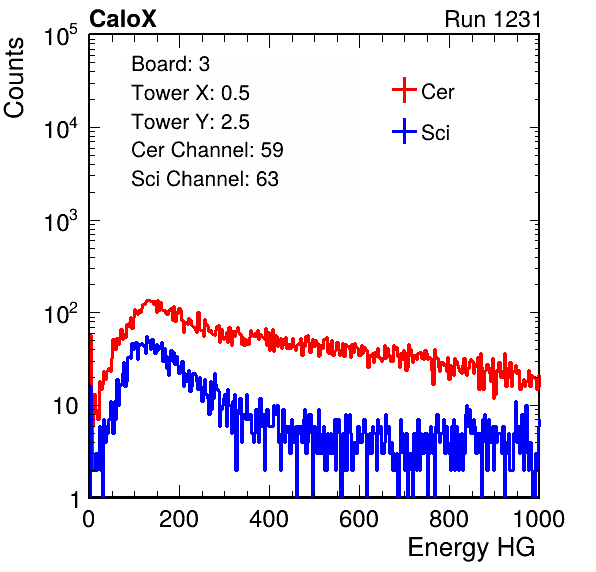 CaloX
Run 1231
Counts
Board: 3
Tower X: 0.5
Tower Y: 2.5
Cer Channel: 59
Sci Channel: 63
Cer
Sci
10^5
10^4
10^3
10^2
10
1
0 200 400 600 800 1000
Energy HG